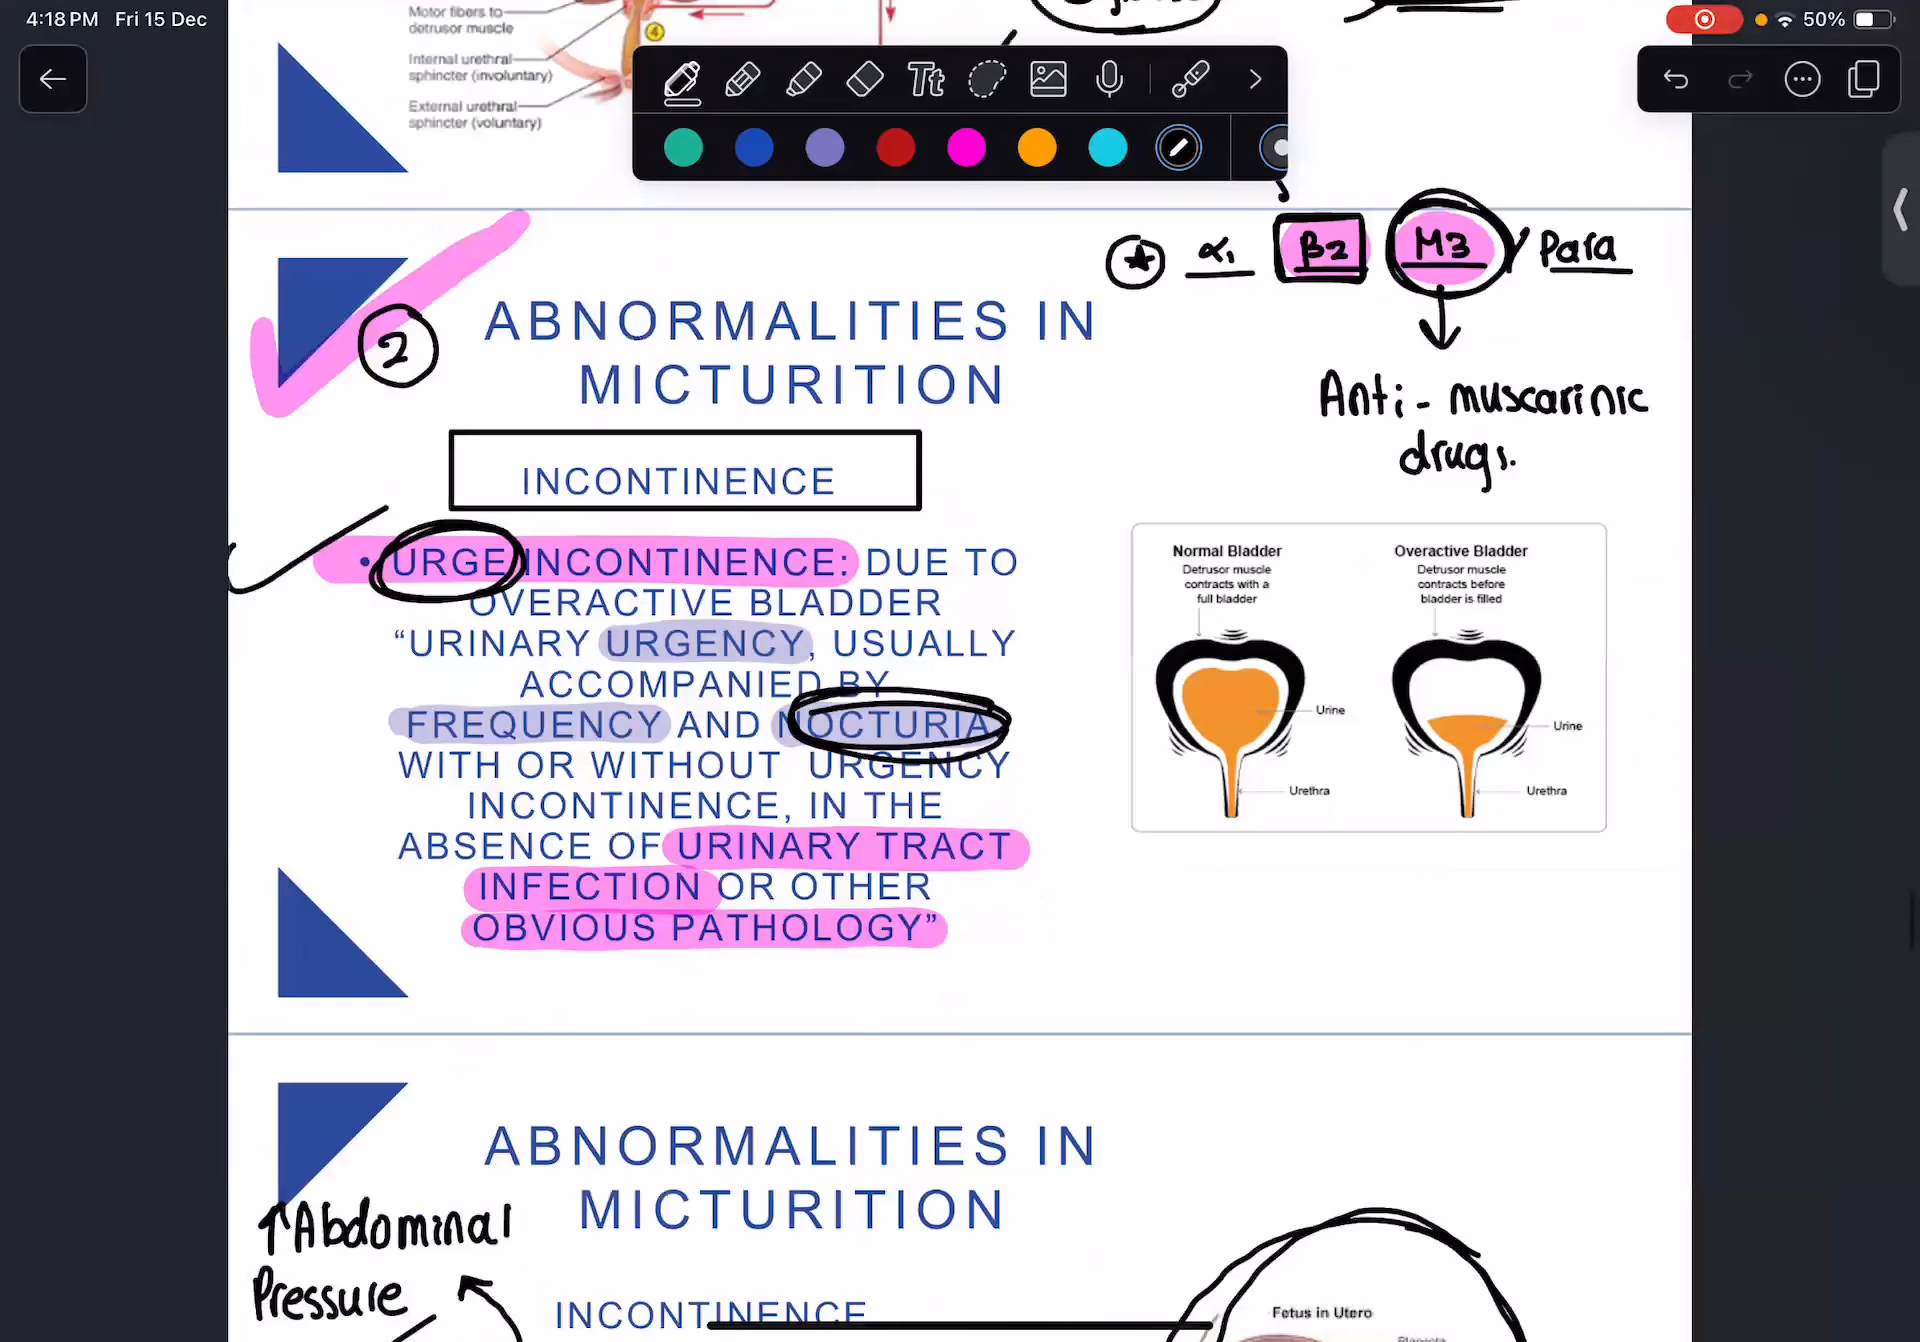 4:18 PM Fri 15 Dec
50%
Motor fibers to
detrusor muscle
Internal urethral
sphincter (involuntary)
External urethral
sphincter (voluntary)
4
Tt
α1 β2 M3 Para
Anti-muscarinic
drugs.
2
ABNORMALITIES IN
MICTURITION
INCONTINENCE
• URGE INCONTINENCE: DUE TO
OVERACTIVE BLADDER
“URINARY URGENCY, USUALLY
ACCOMPANIED BY
FREQUENCY AND NOCTURIA
WITH OR WITHOUT URGENCY
INCONTINENCE, IN THE
ABSENCE OF URINARY TRACT
INFECTION OR OTHER
OBVIOUS PATHOLOGY”
Normal Bladder
Detrusor muscle
contracts with a
full bladder
Urine
Urethra
Overactive Bladder
Detrusor muscle
contracts before
bladder is filled
Urine
Urethra
ABNORMALITIES IN
MICTURITION
↑Abdominal
Pressure
INCONTINENCE
Fetus in Utero